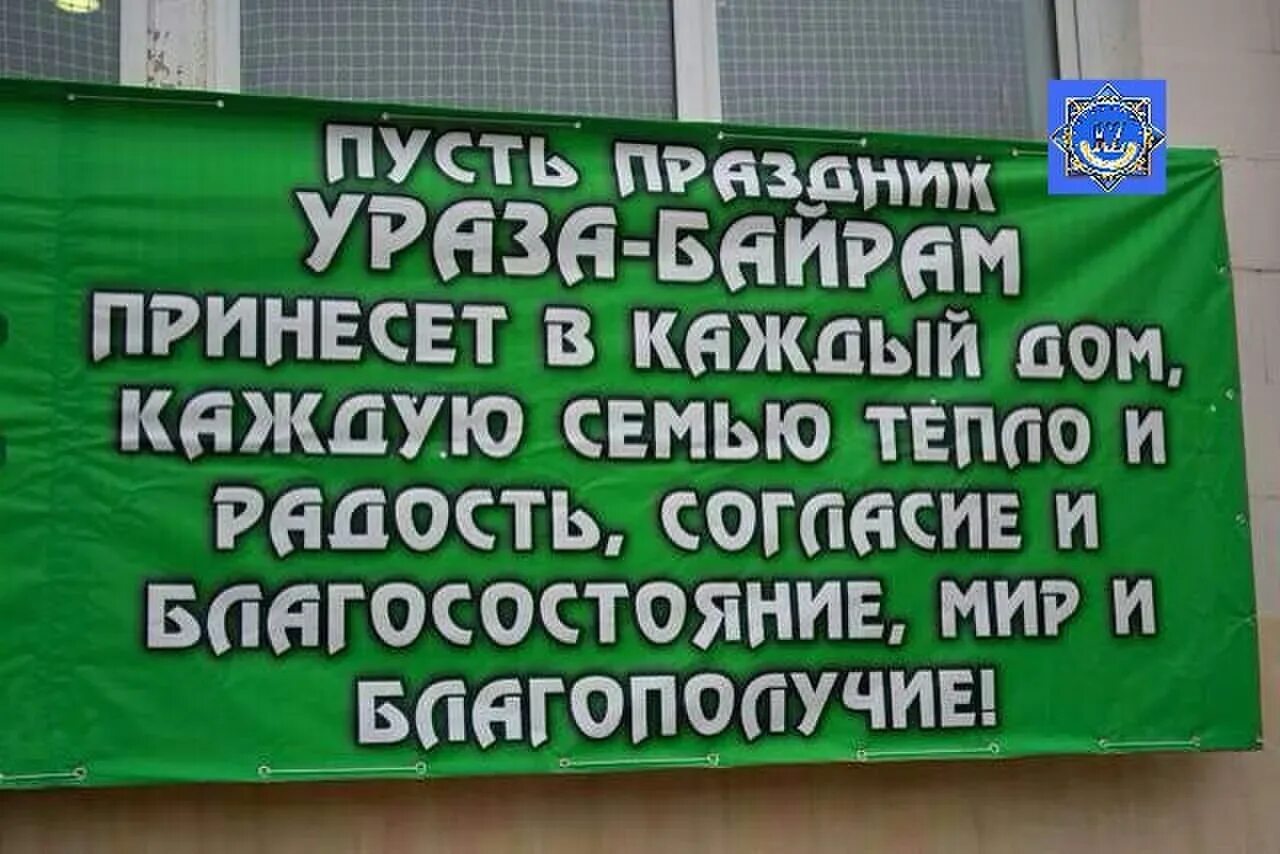 ПУСТЬ ПРАЗДНИК
УРАЗА-БАЙРАМ
ПРИНЕСЕТ В КАЖДЫЙ ДОМ,
КАЖДУЮ СЕМЬЮ ТЕПЛО И
РАДОСТЬ, СОГЛАСИЕ И
БЛАГОСОСТОЯНИЕ, МИР И
БЛАГОПОЛУЧИЕ!